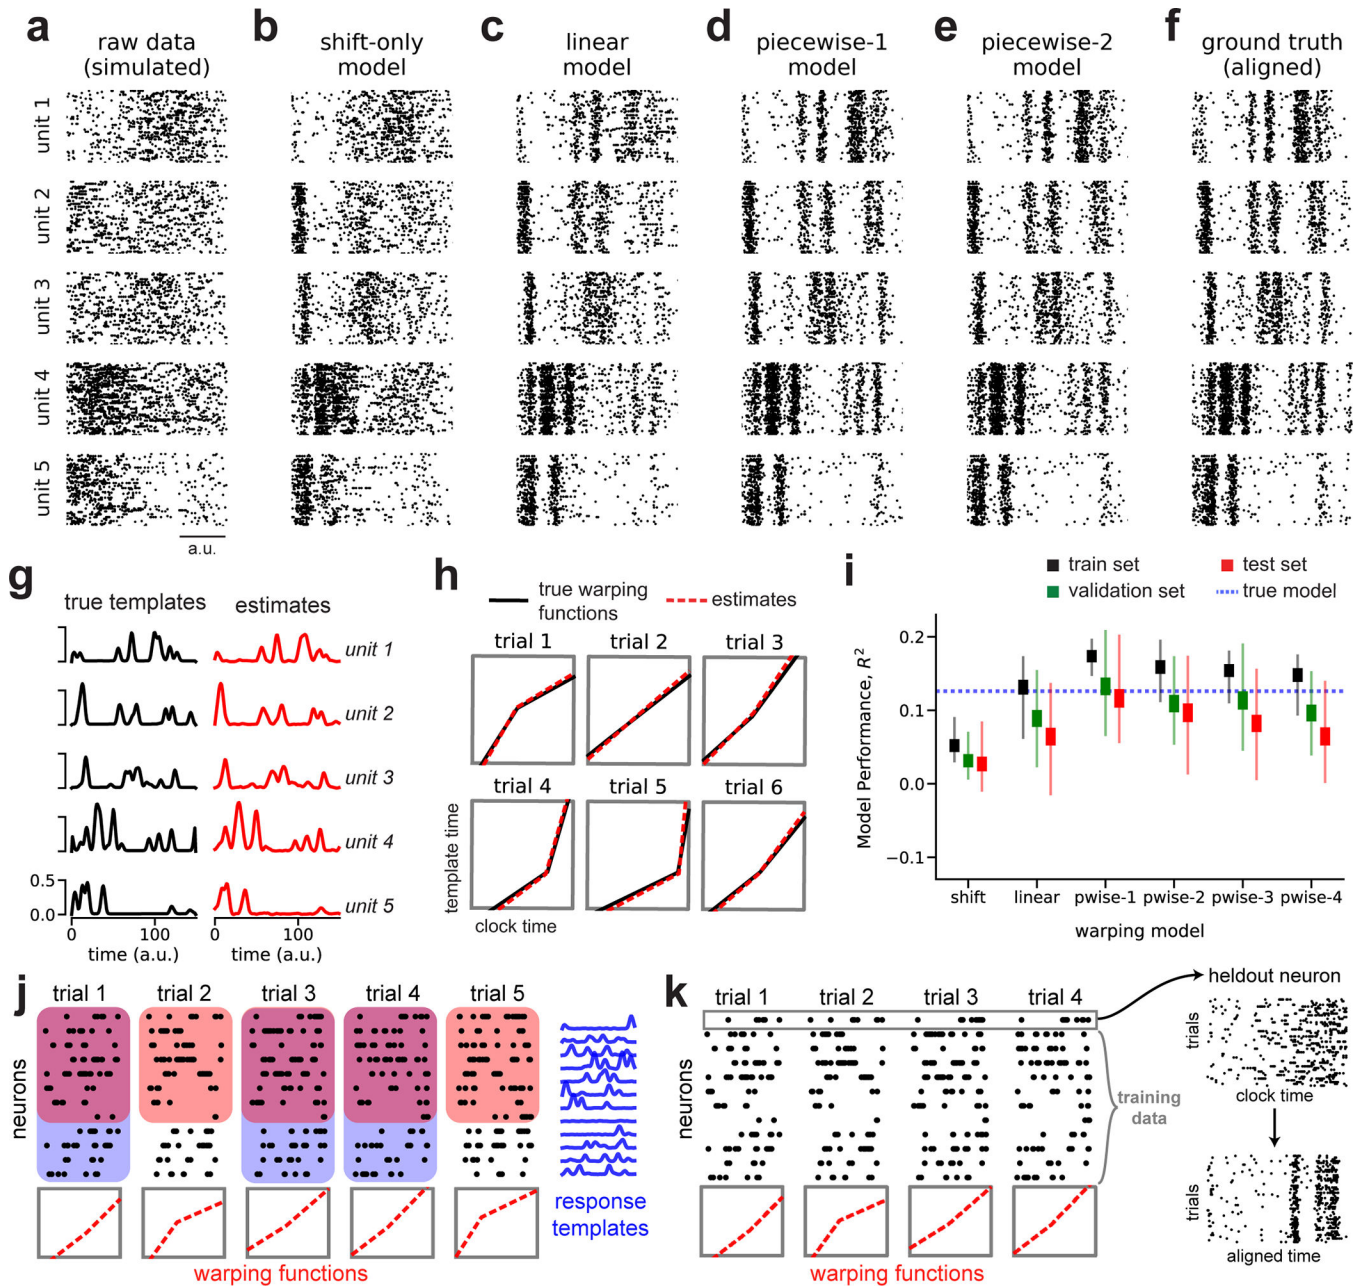 a
raw data
(simulated)
b
shift-only
model
c
linear
model
d
piecewise-1
model
e
piecewise-2
model
f
ground truth
(aligned)
unit 1
unit 2
unit 3
unit 4
unit 5
a.u.
g
true templates
estimates
unit 1
unit 2
unit 3
unit 4
unit 5
0.5
0.0
0
100
0
100
time (a.u.)
time (a.u.)
h
true warping
functions
estimates
trial 1
trial 2
trial 3
trial 4
trial 5
trial 6
template time
clock time
i
train set
test set
validation set
true model
Model Performance, R²
0.2
0.1
0.0
−0.1
shift
linear
pwise-1
pwise-2
pwise-3
pwise-4
warping model
j
trial 1
trial 2
trial 3
trial 4
trial 5
neurons
response
templates
warping functions
k
trial 1
trial 2
trial 3
trial 4
neurons
training
data
warping functions
heldout neuron
trials
clock time
trials
aligned time